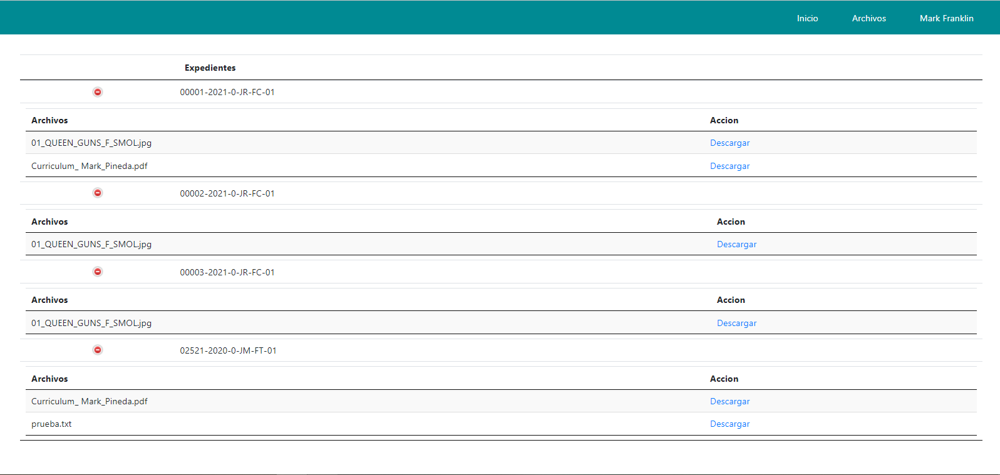 Inicio Archivos Mark Franklin
Expedientes
00001-2021-0-JR-FC-01
Archivos Accion
01_QUEEN_GUNS_F_SMOL.jpg Descargar
Curriculum_ Mark_Pineda.pdf Descargar
00002-2021-0-JR-FC-01
Archivos Accion
01_QUEEN_GUNS_F_SMOL.jpg Descargar
00003-2021-0-JR-FC-01
Archivos Accion
01_QUEEN_GUNS_F_SMOL.jpg Descargar
02521-2020-0-JM-FT-01
Archivos Accion
Curriculum_ Mark_Pineda.pdf Descargar
prueba.txt Descargar